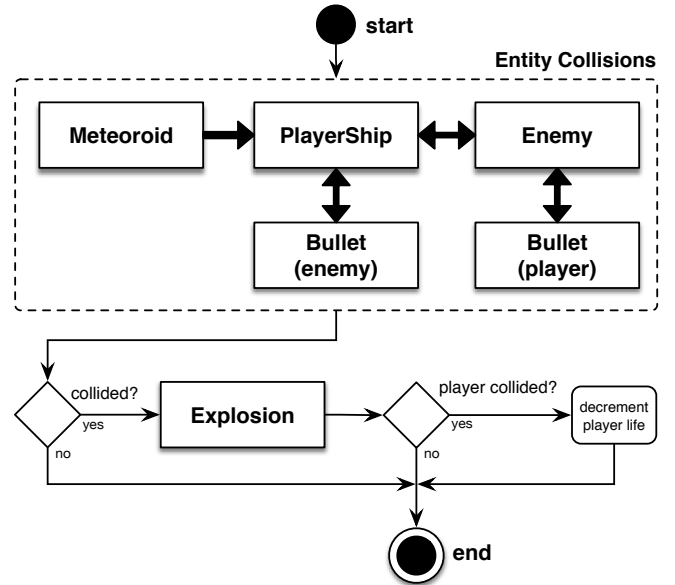 start
Entity Collisions
Meteoroid
PlayerShip
Enemy
Bullet
(enemy)
Bullet
(player)
collided?
yes
no
Explosion
player collided?
yes
no
decrement
player life
end